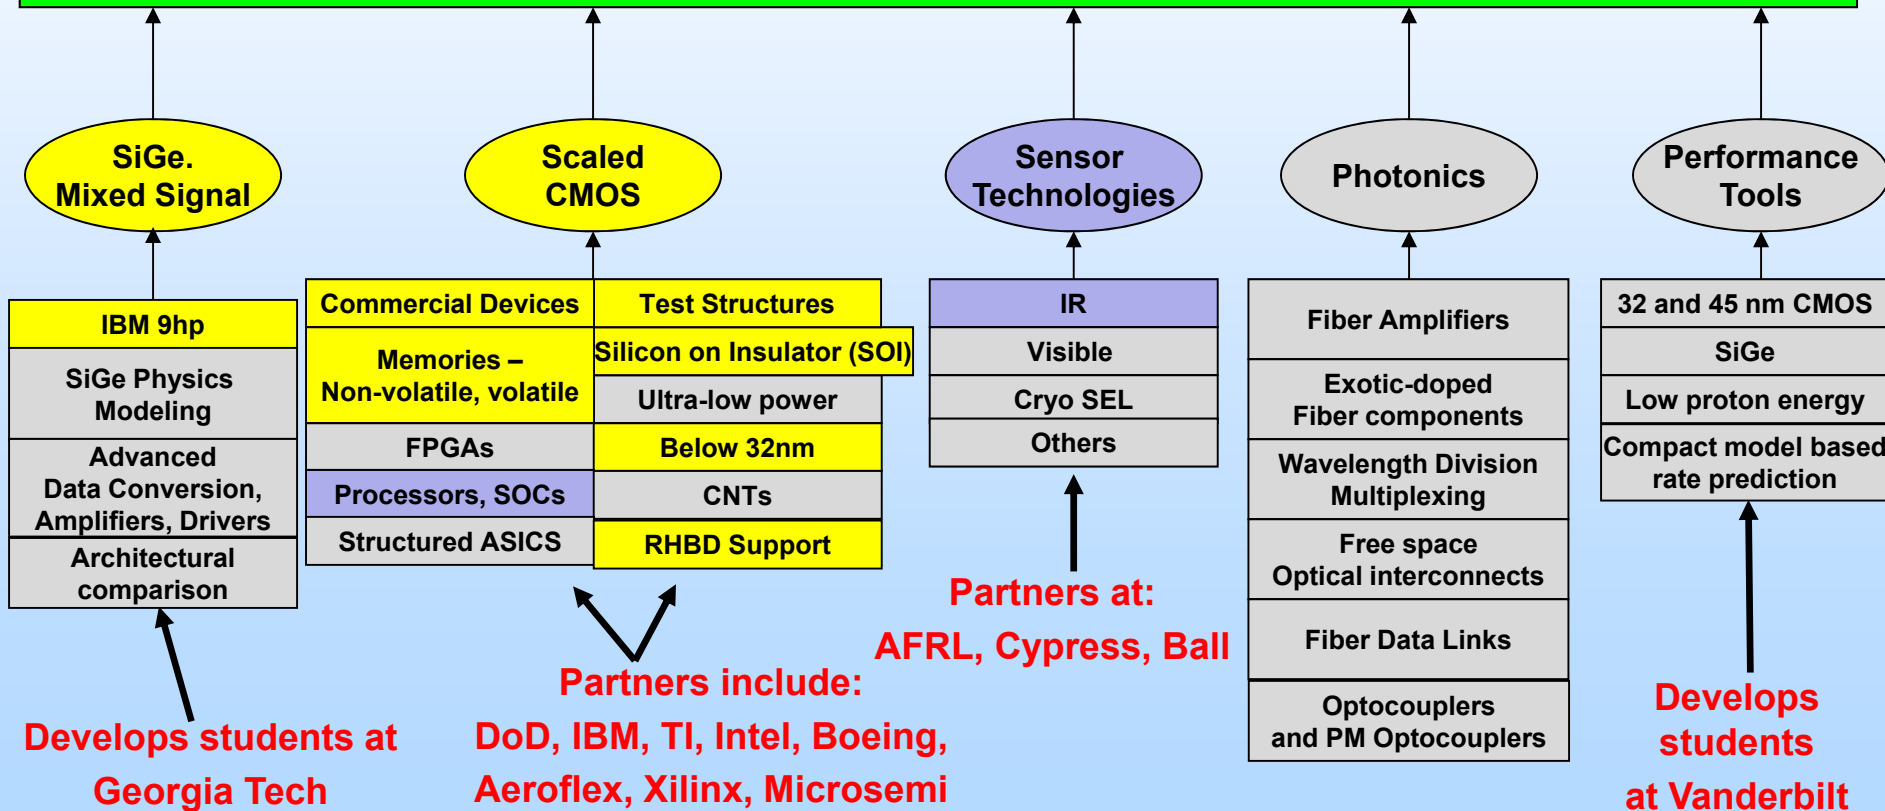 SiGe.
Mixed Signal
Scaled
CMOS
Sensor
Technologies
Photonics
Performance
Tools
IBM 9hp
SiGe Physics
Modeling
Advanced
Data Conversion,
Amplifiers, Drivers
Architectural
comparison
Develops students at
Georgia Tech
Commercial Devices
Memories –
Non-volatile, volatile
FPGAs
Processors, SOCs
Structured ASICS
Test Structures
Silicon on Insulator (SOI)
Ultra-low power
Below 32nm
CNTs
RHBD Support
Partners include:
DoD, IBM, TI, Intel, Boeing,
Aeroflex, Xilinx, Microsemi
IR
Visible
Cryo SEL
Others
Partners at:
AFRL, Cypress, Ball
Fiber Amplifiers
Exotic-doped
Fiber components
Wavelength Division
Multiplexing
Free space
Optical interconnects
Fiber Data Links
Optocouplers
and PM Optocouplers
32 and 45 nm CMOS
SiGe
Low proton energy
Compact model based
rate prediction
Develops
students
at Vanderbilt